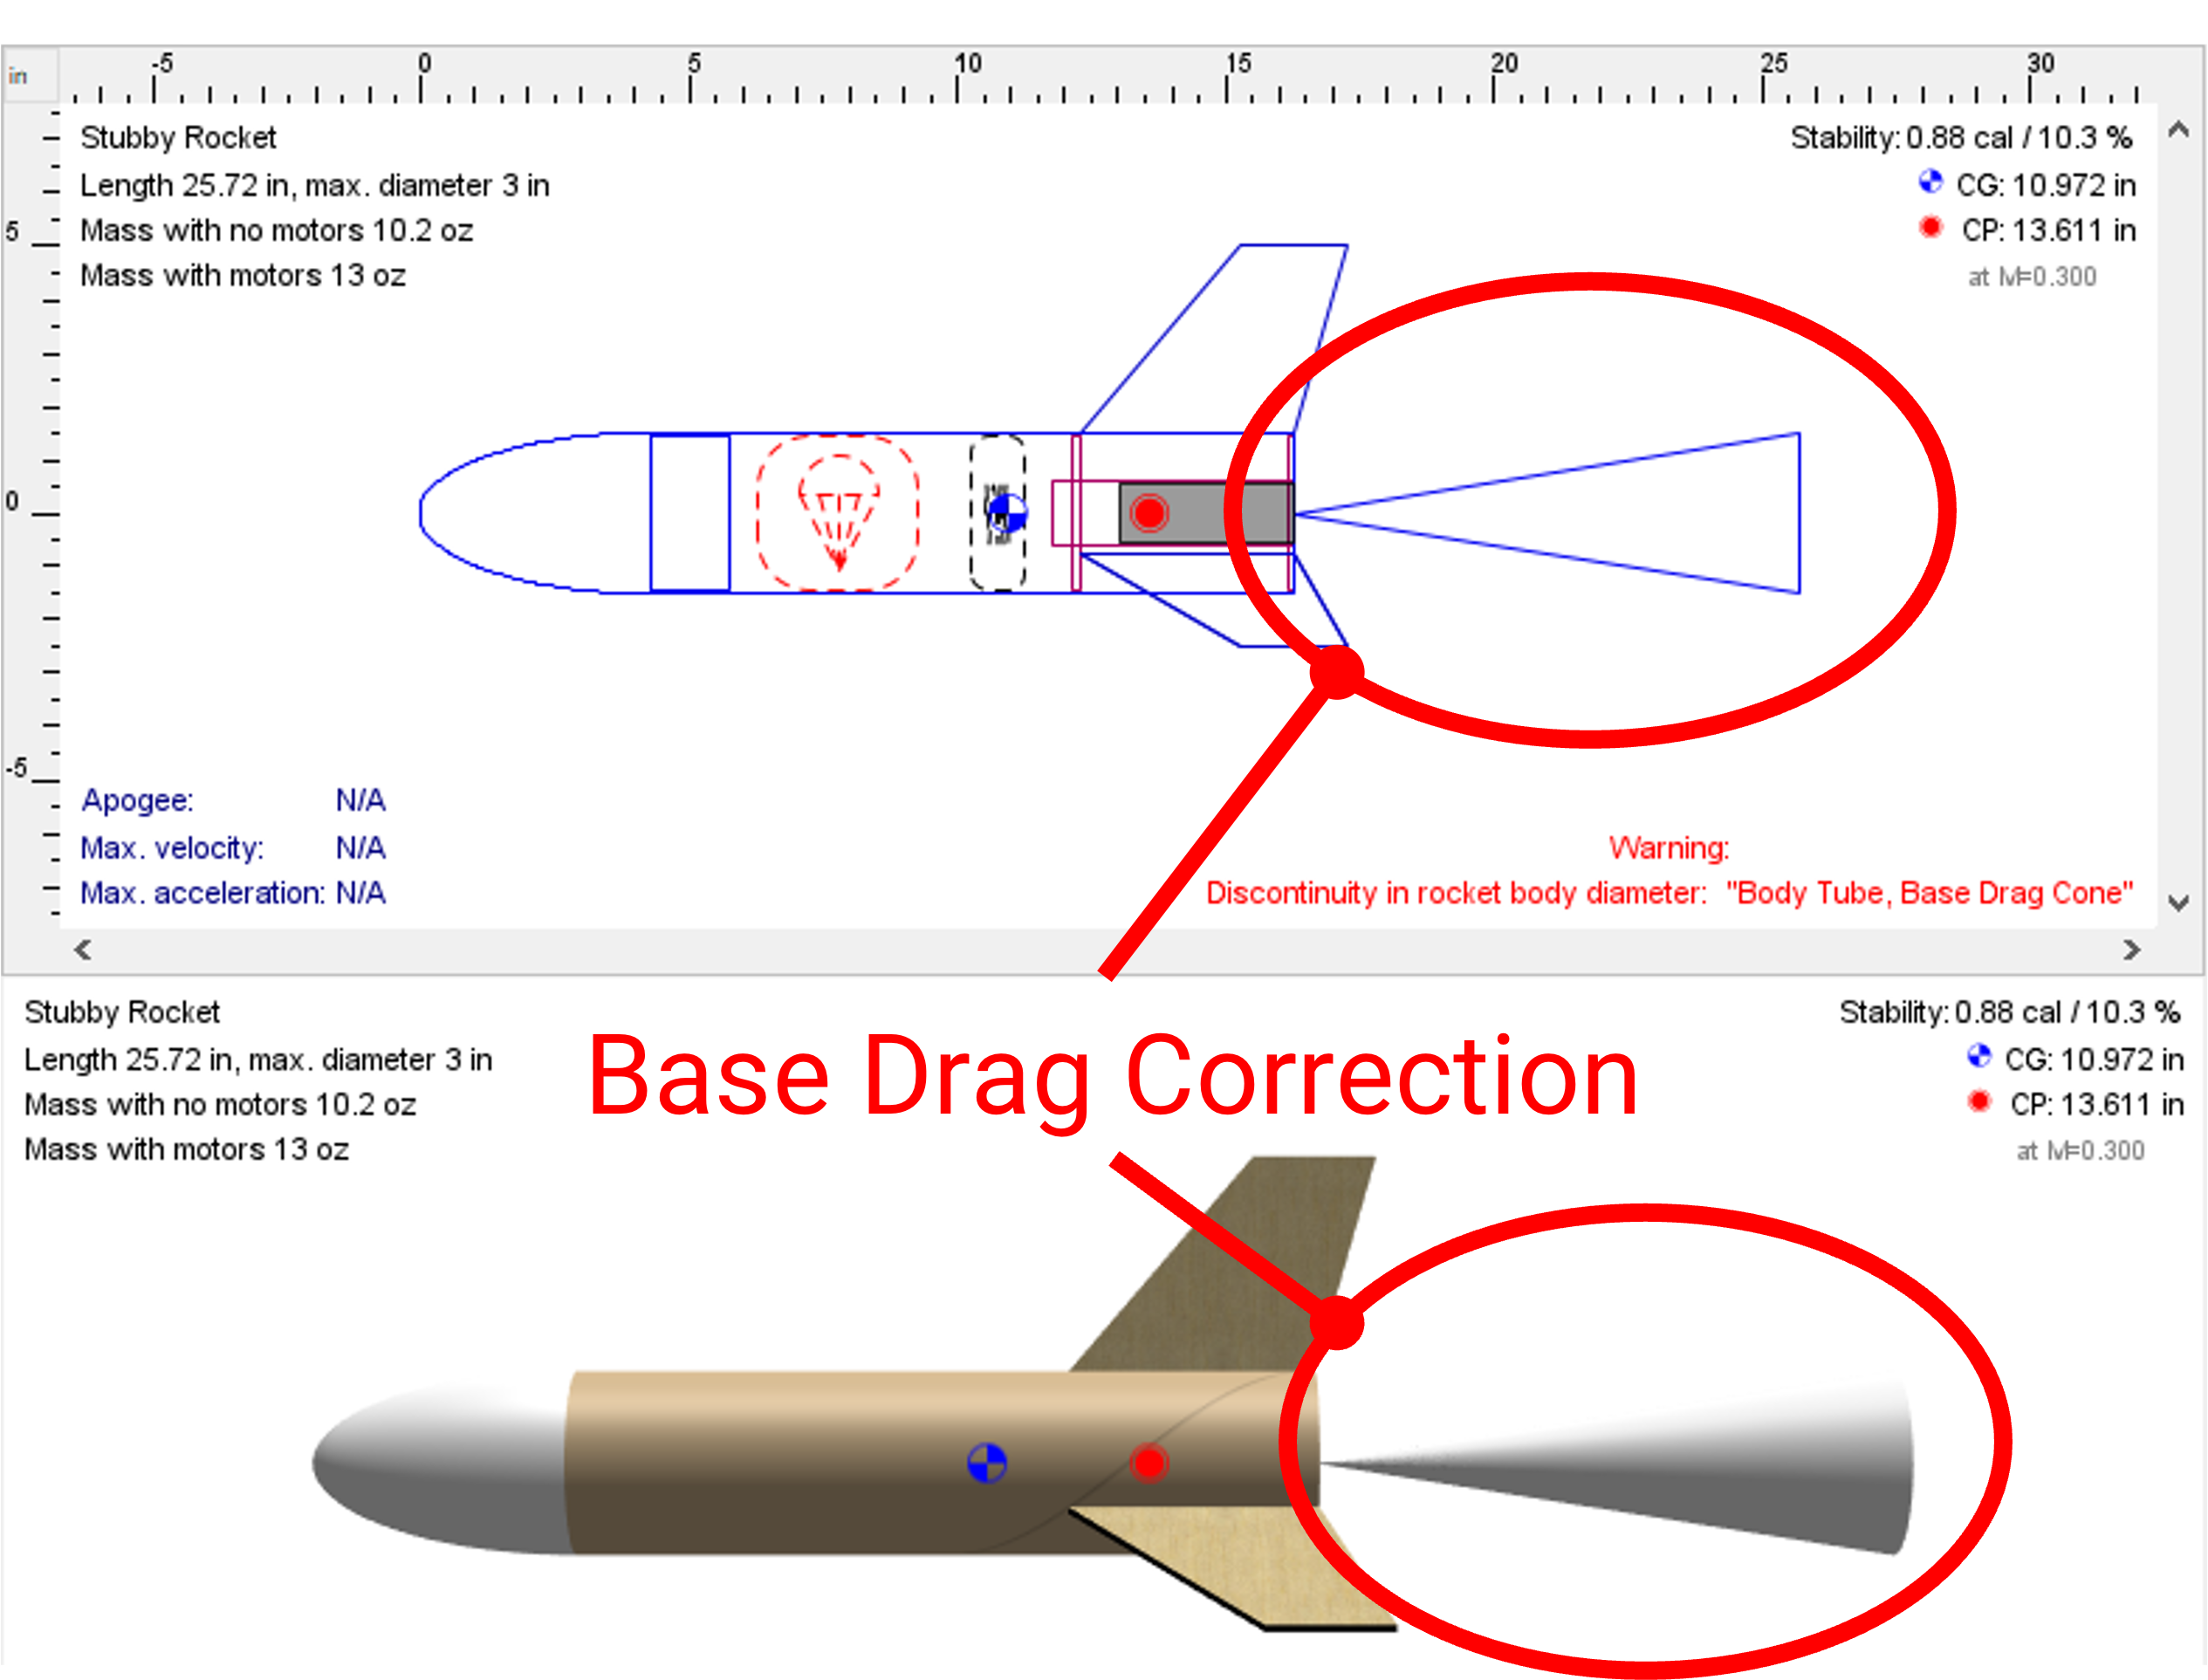 in
-5 0 5 10 15 20 25 30
Stubby Rocket
Length 25.72 in, max. diameter 3 in
Mass with no motors 10.2 oz
Mass with motors 13 oz
Stability: 0.88 cal / 10.3 %
CG: 10.972 in
CP: 13.611 in
at M=0.300
5
0
-5
Apogee: N/A
Max. velocity: N/A
Max. acceleration: N/A
Warning:
Discontinuity in rocket body diameter: "Body Tube, Base Drag Cone"
Base Drag Correction
Stubby Rocket
Length 25.72 in, max. diameter 3 in
Mass with no motors 10.2 oz
Mass with motors 13 oz
Stability: 0.88 cal / 10.3 %
CG: 10.972 in
CP: 13.611 in
at M=0.300